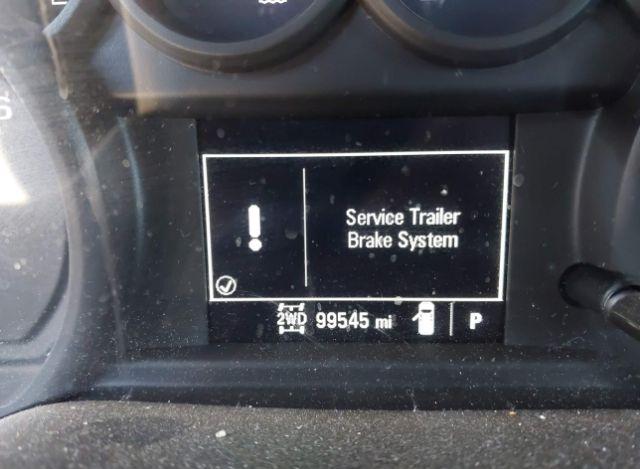 Service Trailer
Brake System
2WD 99545 mi P